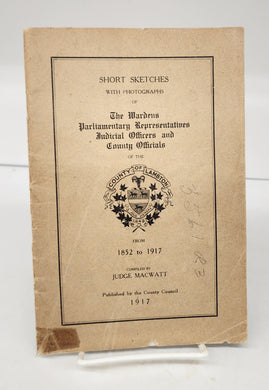 SHORT SKETCHES
WITH PHOTOGRAPHS
OF
The Wardens
Parliamentary Representatives
Judicial Officers and
County Officials
OF THE
COUNTY OF LAMBTON
FROM
1852 to 1917
COMPILED BY
JUDGE MACWATT
Published by the County Council
1917